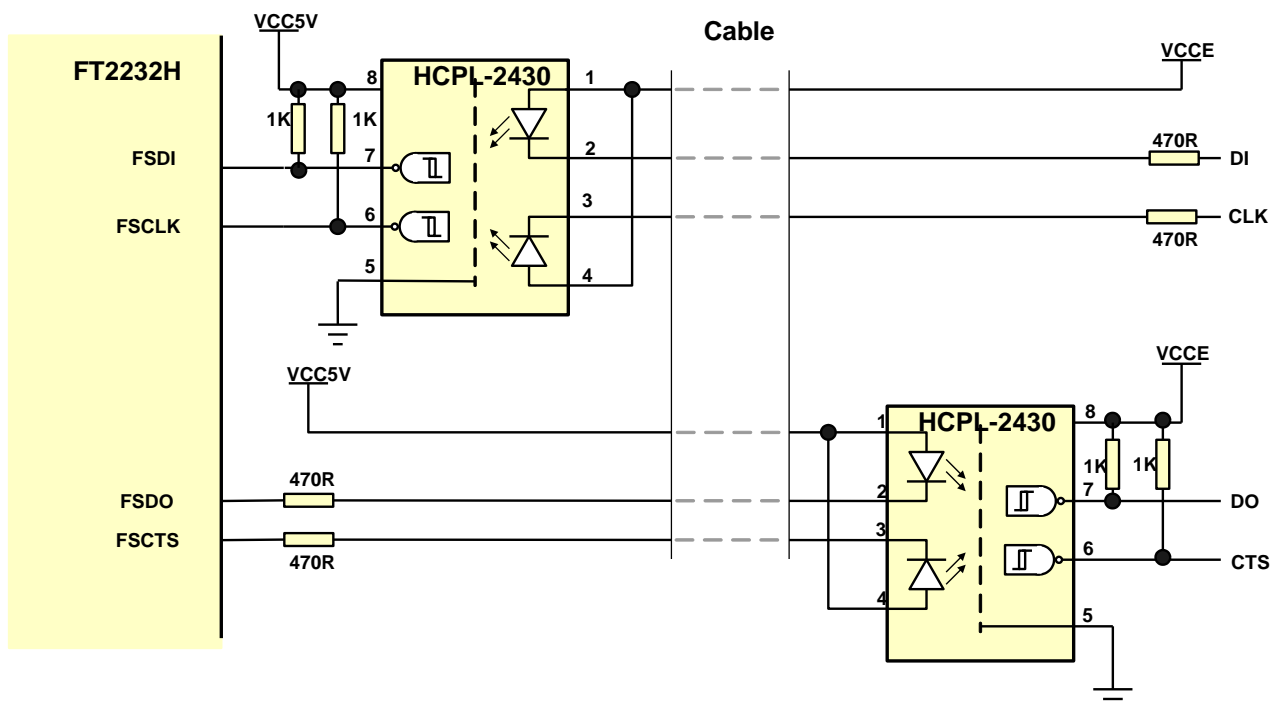 VCC5V
Cable
VCCE
FT2232H
8
HCPL-2430
1
1K
1K
470R
FSDI
7
2
DI
3
FSCLK
6
CLK
470R
5
4
VCC5V
VCCE
1
HCPL-2430
8
470R
1K
1K
FSDO
2
7
DO
FSCTS
3
6
CTS
470R
4
5